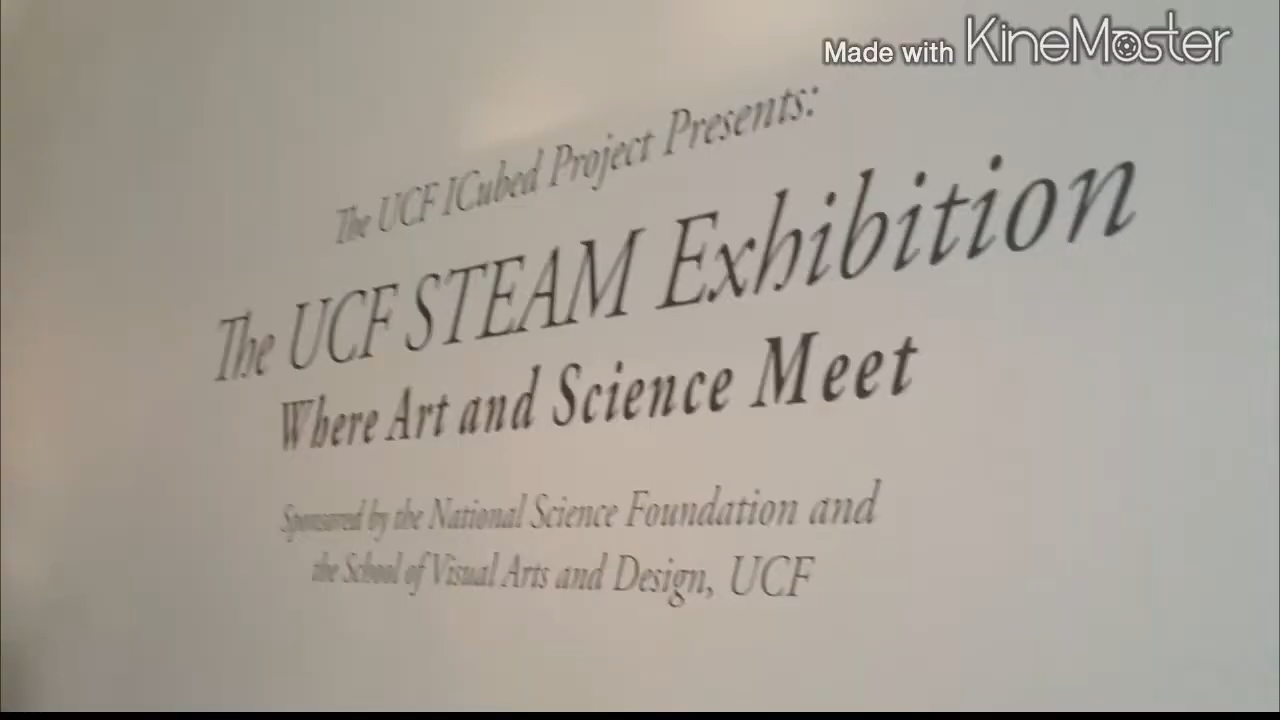 Made with KineMaster
The UCF ICubed Project Presents:
The UCF STEAM Exhibition
Where Art and Science Meet
Sponsored by the National Science Foundation and
the School of Visual Arts and Design, UCF